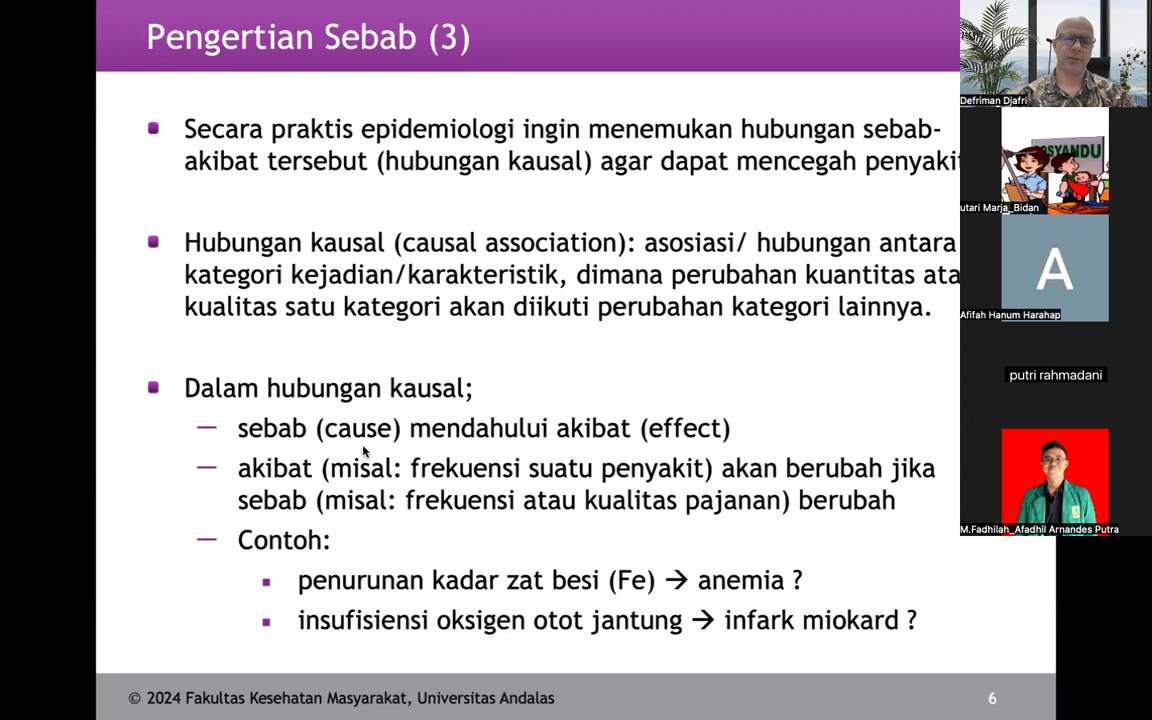 Pengertian Sebab (3)
Secara praktis epidemiologi ingin menemukan hubungan sebab-
akibat tersebut (hubungan kausal) agar dapat mencegah penyakit
Hubungan kausal (causal association): asosiasi/ hubungan antara
kategori kejadian/karakteristik, dimana perubahan kuantitas ata
kualitas satu kategori akan diikuti perubahan kategori lainnya.
Dalam hubungan kausal;
— sebab (cause) mendahului akibat (effect)
— akibat (misal: frekuensi suatu penyakit) akan berubah jika
sebab (misal: frekuensi atau kualitas pajanan) berubah
— Contoh:
penurunan kadar zat besi (Fe) → anemia ?
insufisiensi oksigen otot jantung → infark miokard ?
© 2024 Fakultas Kesehatan Masyarakat, Universitas Andalas
6
Defriman Djafri
OSYANDU
utari Marja_Bidan
A
Afifah Hanum Harahap
putri rahmadani
M.Fadhilah_Afadhil Arnandes Putra